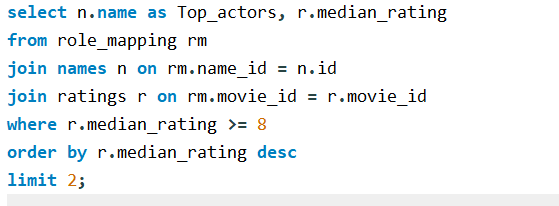 select n.name as Top_actors, r.median_rating
from role_mapping rm
join names n on rm.name_id = n.id
join ratings r on rm.movie_id = r.movie_id
where r.median_rating >= 8
order by r.median_rating desc
limit 2;